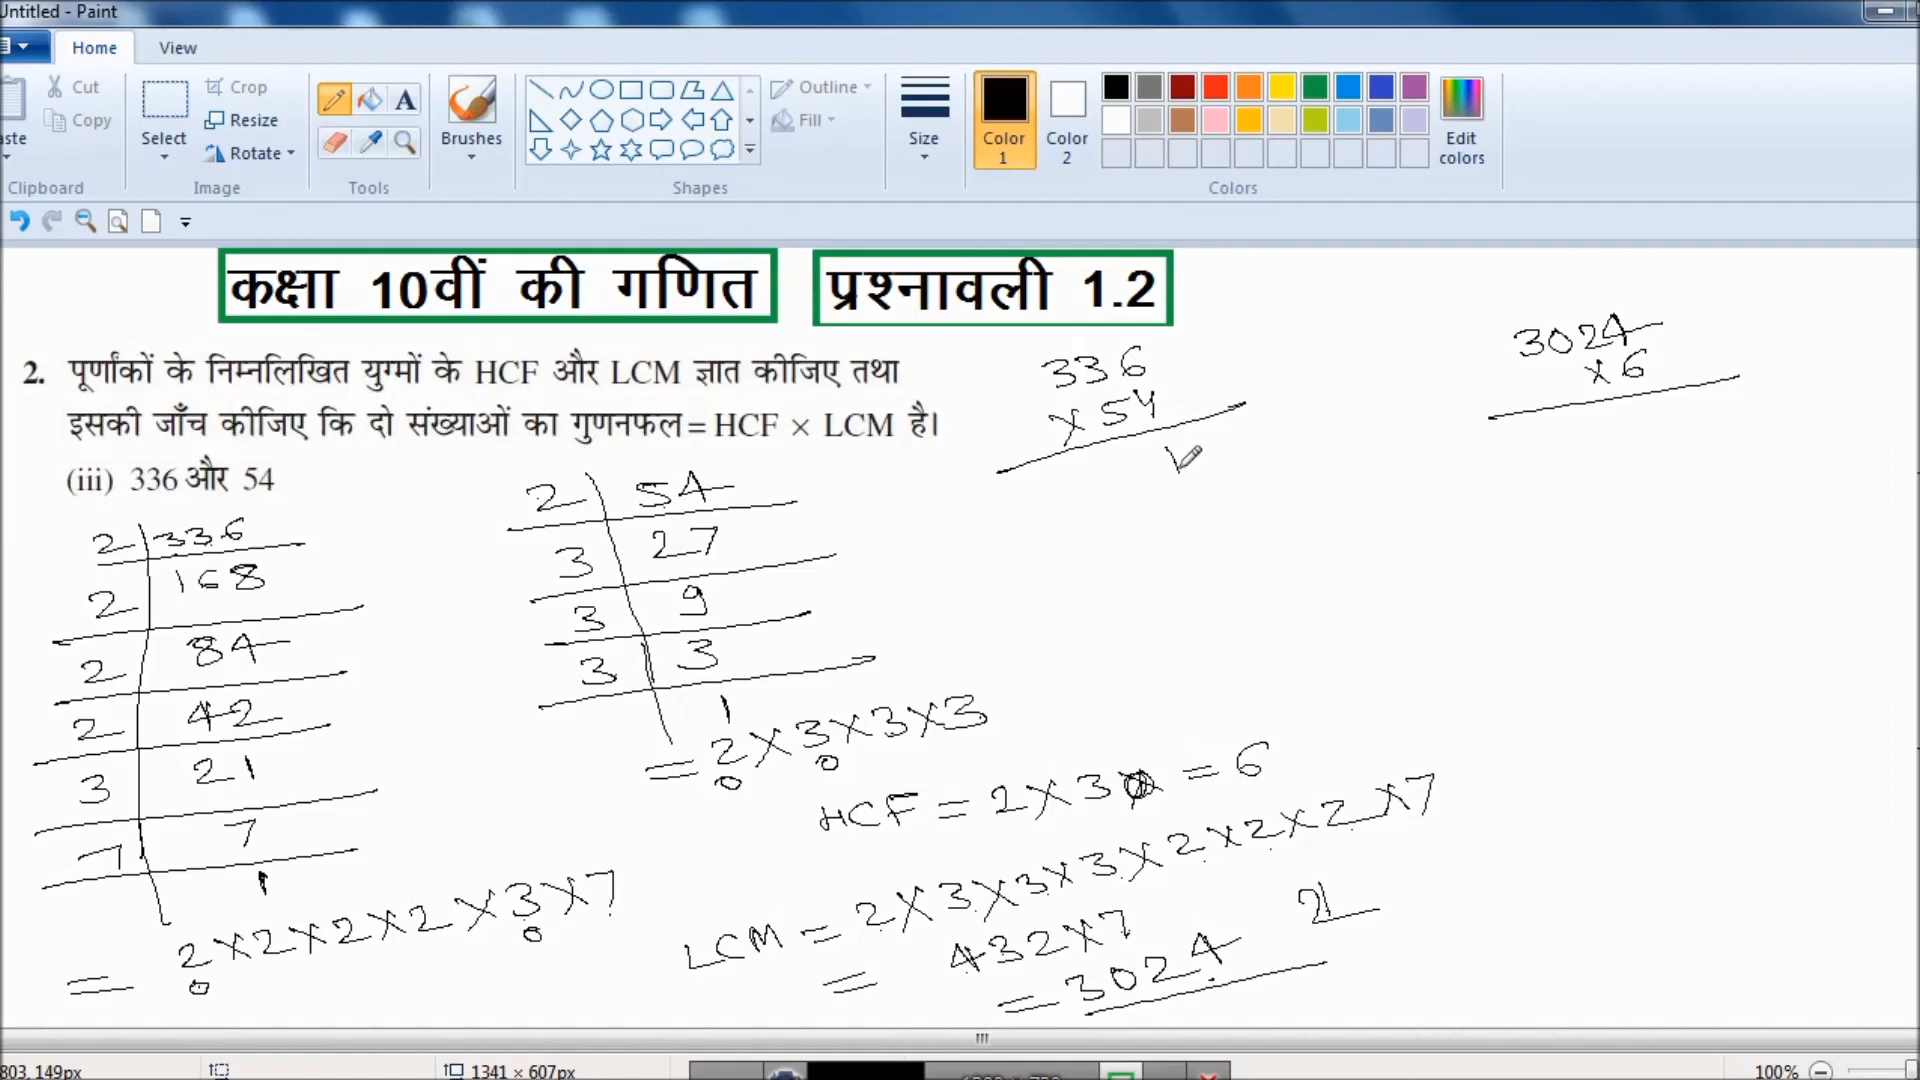 Untitled - Paint
Home View
Cut
Copy
Clipboard
Select
Crop
Resize
Rotate
Image
Tools
Brushes
Shapes
Outline
Fill
Size
Color 1
Color 2
Edit colors
Colors
कक्षा 10वीं की गणित
प्रश्नावली 1.2
2. पूर्णांकों के निम्नलिखित युग्मों के HCF और LCM ज्ञात कीजिए तथा
इसकी जाँच कीजिए कि दो संख्याओं का गुणनफल = HCF × LCM है।
(iii) 336 और 54
2 336
2 168
2 84
2 42
3 21
7 7
1
= 2×2×2×2×3×7
2 54
3 27
3 9
3 3
1
= 2×3×3×3
HCF = 2×3 = 6
LCM = 2×3×3×3×2×2×2×7
= 432×7
= 3024
2
336
×54
3024
×6
803, 149px
1341 × 607px
100%